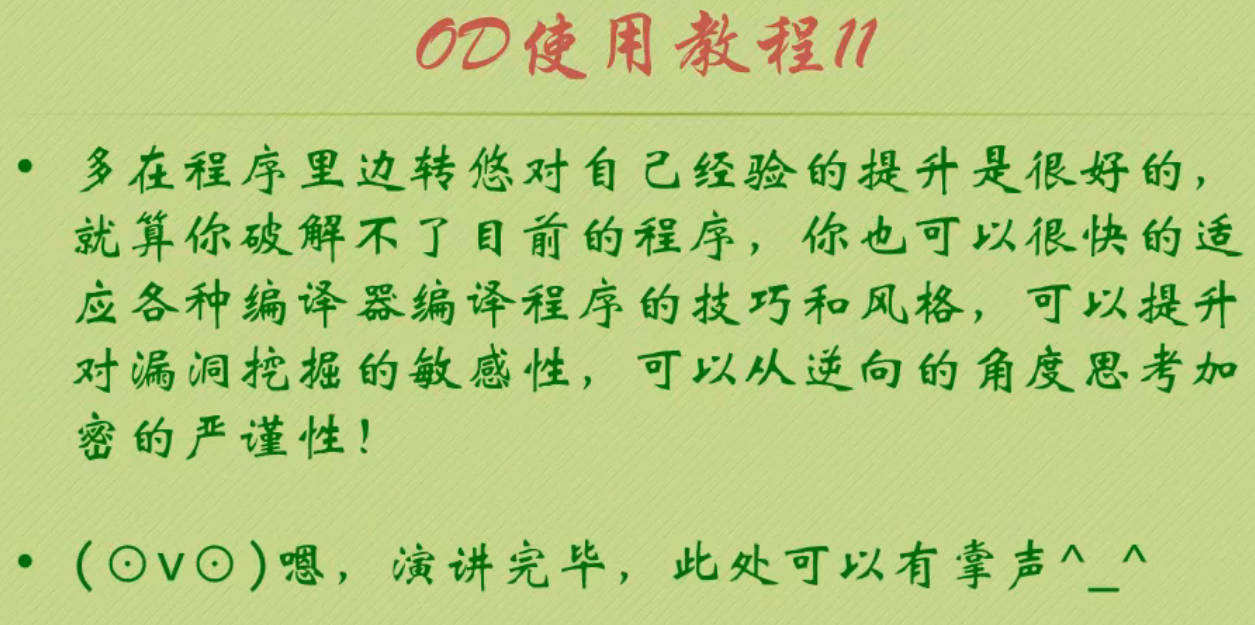 OD使用教程11
• 多在程序里边转悠对自己经验的提升是很好的，
就算你破解不了目前的程序，你也可以很快的适
应各种编译器编译程序的技巧和风格，可以提升
对漏洞挖掘的敏感性，可以从逆向的角度思考加
密的严谨性！
• (⊙v⊙)嗯，演讲完毕，此处可以有掌声^_^